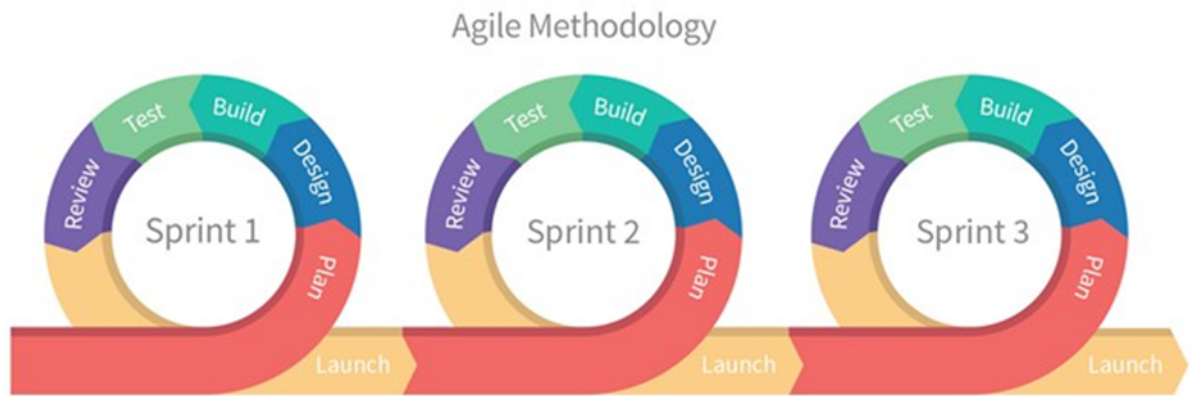 Agile Methodology
Test
Build
Review
Design
Sprint 1
Plan
Launch
Test
Build
Review
Design
Sprint 2
Plan
Launch
Test
Build
Review
Design
Sprint 3
Plan
Launch